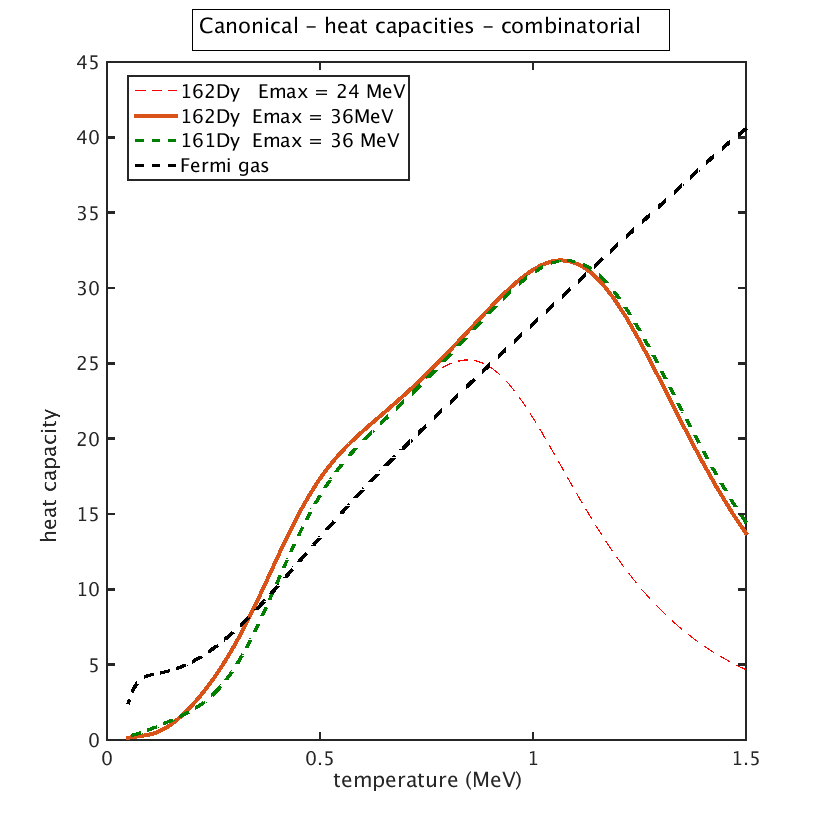 Canonical – heat capacities – combinatorial
45
40
35
30
25
20
15
10
5
0
heat capacity
162Dy   Emax = 24 MeV
162Dy  Emax = 36MeV
161Dy  Emax = 36 MeV
Fermi gas
0
0.5
1
1.5
temperature (MeV)